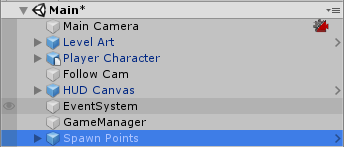 Main*
Main Camera
Level Art
Player Character
Follow Cam
HUD Canvas
EventSystem
GameManager
Spawn Points